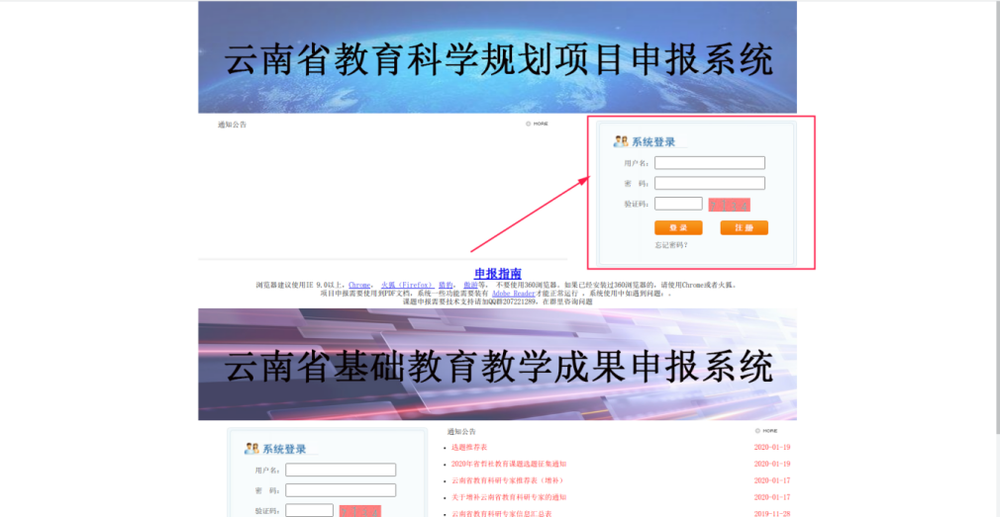 云南省教育科学规划项目申报系统
通知公告
HOME
系统登录
用户名:
密 码:
验证码:
登录 注册
忘记密码?
申报指南
浏览器建议使用IE 9.0以上, Chrome, 火狐(Firefox) 猎豹, 傲游等, 不要使用360浏览器。如果已经安装过360浏览器的, 请使用Chrome或者火狐。
项目申报需要使用到PDF文档, 系统一些功能需要装有 Adobe Reader才能正常运行 , 系统使用中如遇到问题: 。
课题申报需要技术支持请加QQ群207221289, 在群里咨询问题
云南省基础教育教学成果申报系统
系统登录
用户名:
密 码:
验证码:
通知公告
HOME
选题推荐表 2020-01-19
2020年省哲社教育课题选题征集通知 2020-01-19
云南省教育科研专家推荐表（增补） 2020-01-17
关于增补云南省教育科研专家的通知 2020-01-17
云南省教育科研专家信息汇总表 2019-11-28